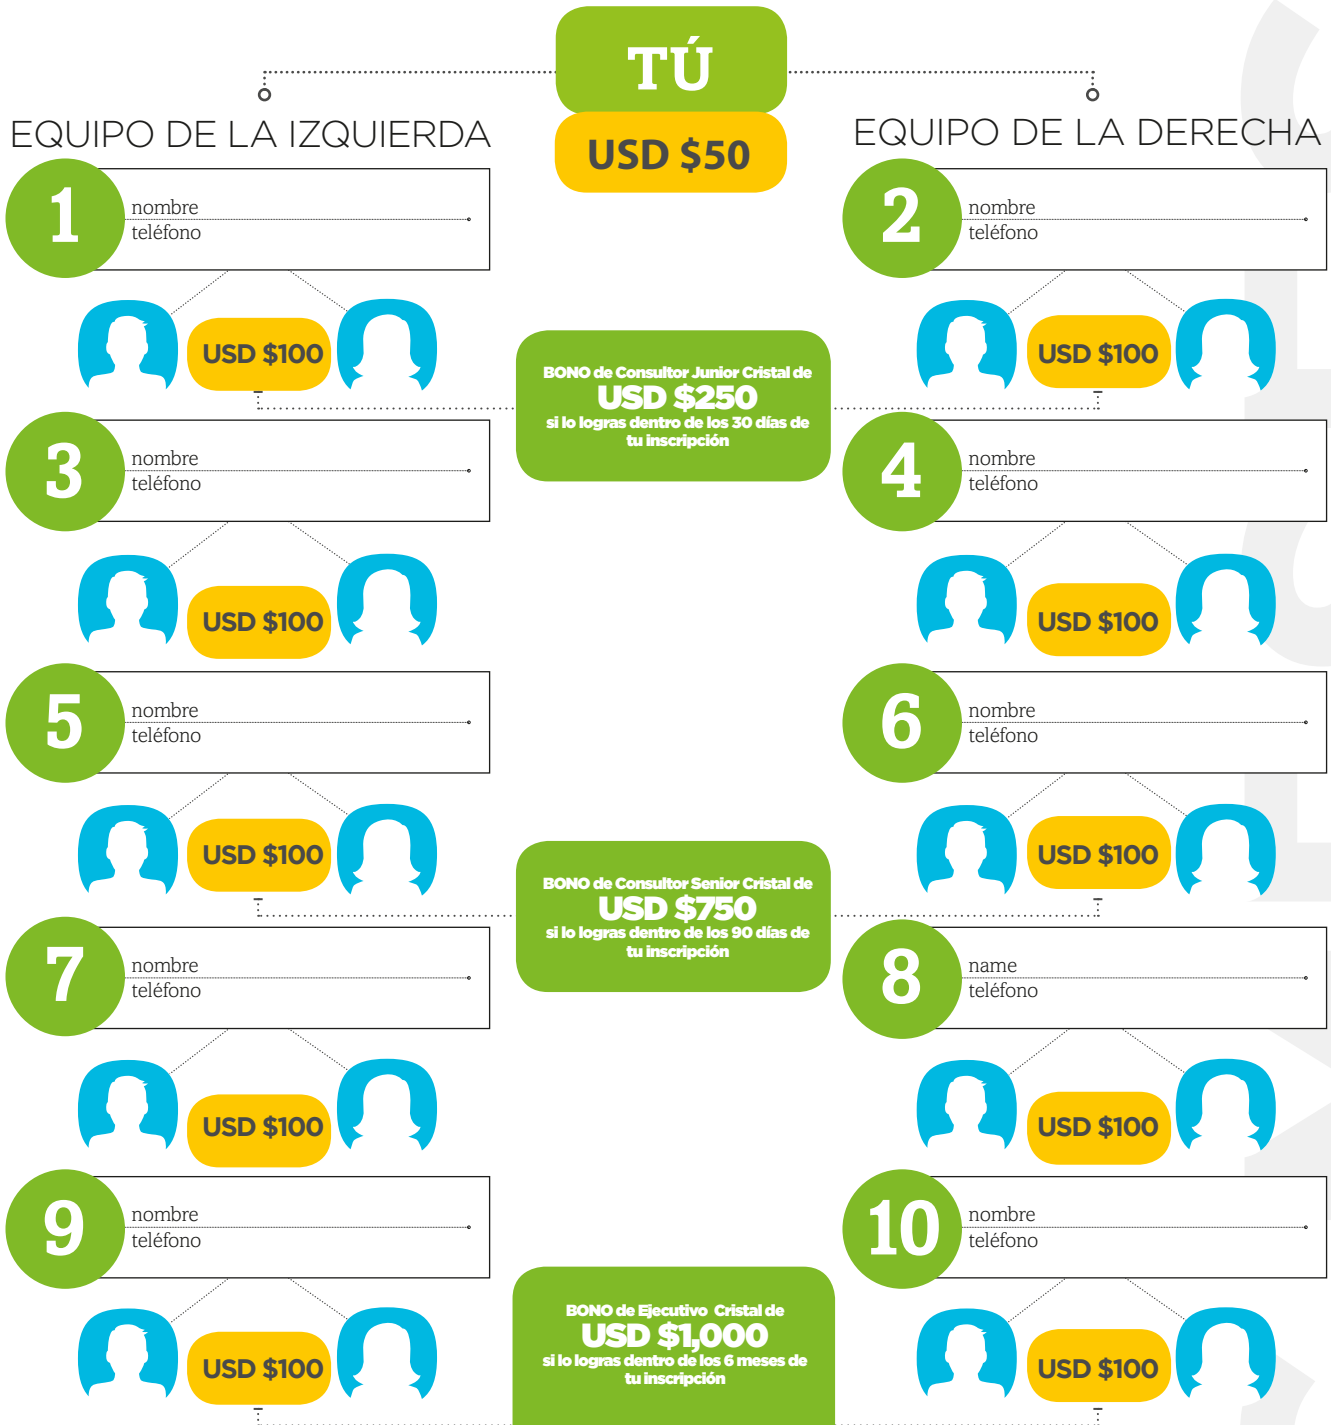 TÚ
USD $50
EQUIPO DE LA IZQUIERDA
EQUIPO DE LA DERECHA
1
nombre
teléfono
2
nombre
teléfono
USD $100
USD $100
BONO de Consultor Junior Cristal de
USD $250
si lo logras dentro de los 30 días de
tu inscripción
3
nombre
teléfono
4
nombre
teléfono
USD $100
USD $100
5
nombre
teléfono
6
nombre
teléfono
USD $100
USD $100
BONO de Consultor Senior Cristal de
USD $750
si lo logras dentro de los 90 días de
tu inscripción
7
nombre
teléfono
8
name
teléfono
USD $100
USD $100
9
nombre
teléfono
10
nombre
teléfono
USD $100
USD $100
BONO de Ejecutivo Cristal de
USD $1,000
si lo logras dentro de los 6 meses de
tu inscripción